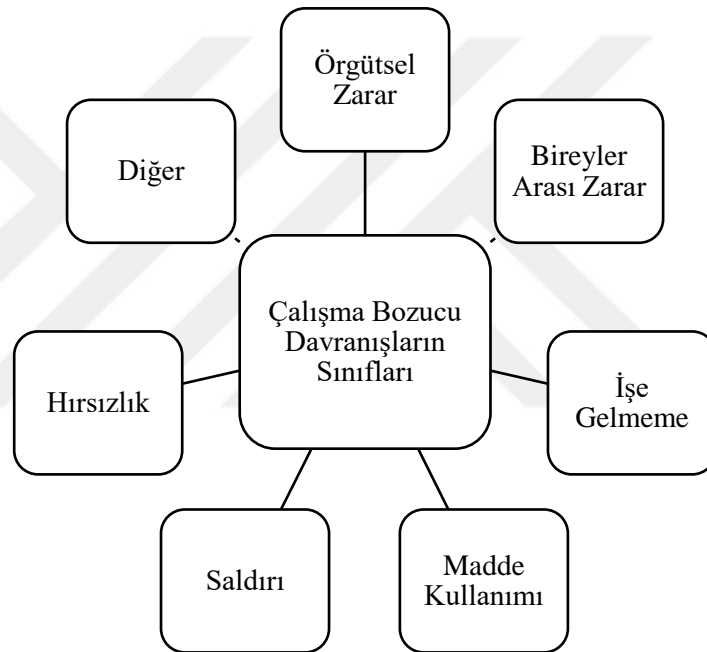 Örgütsel
Zarar
Bireyler
Arası Zarar
Diğer
Çalışma Bozucu
Davranışların
Sınıfları
Hırsızlık
İşe
Gelmeme
Saldırı
Madde
Kullanımı